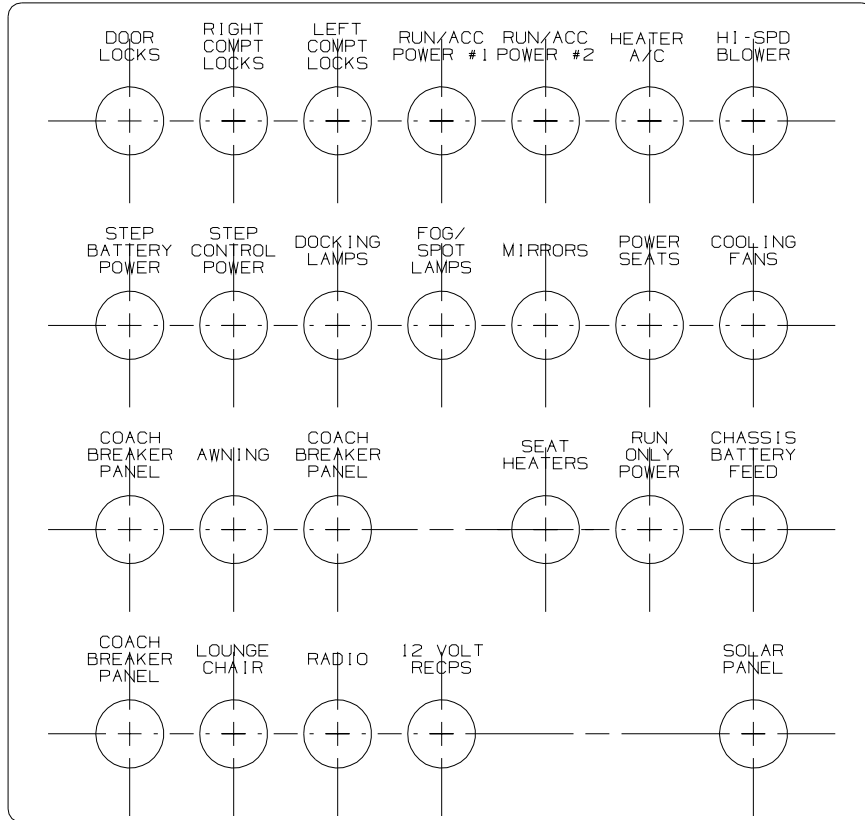 DOOR
LOCKS
RIGHT
COMPT
LOCKS
LEFT
COMPT
LOCKS
RUN/ACC
POWER #1
RUN/ACC
POWER #2
HEATER
A/C
HI-SPD
BLOWER
STEP
BATTERY
POWER
STEP
CONTROL
POWER
DOCKING
LAMPS
FOG/
SPOT
LAMPS
MIRRORS
POWER
SEATS
COOLING
FANS
COACH
BREAKER
PANEL
AWNING
COACH
BREAKER
PANEL
SEAT
HEATERS
RUN
ONLY
POWER
CHASSIS
BATTERY
FEED
COACH
BREAKER
PANEL
LOUNGE
CHAIR
RADIO
12 VOLT
RECPS
SOLAR
PANEL